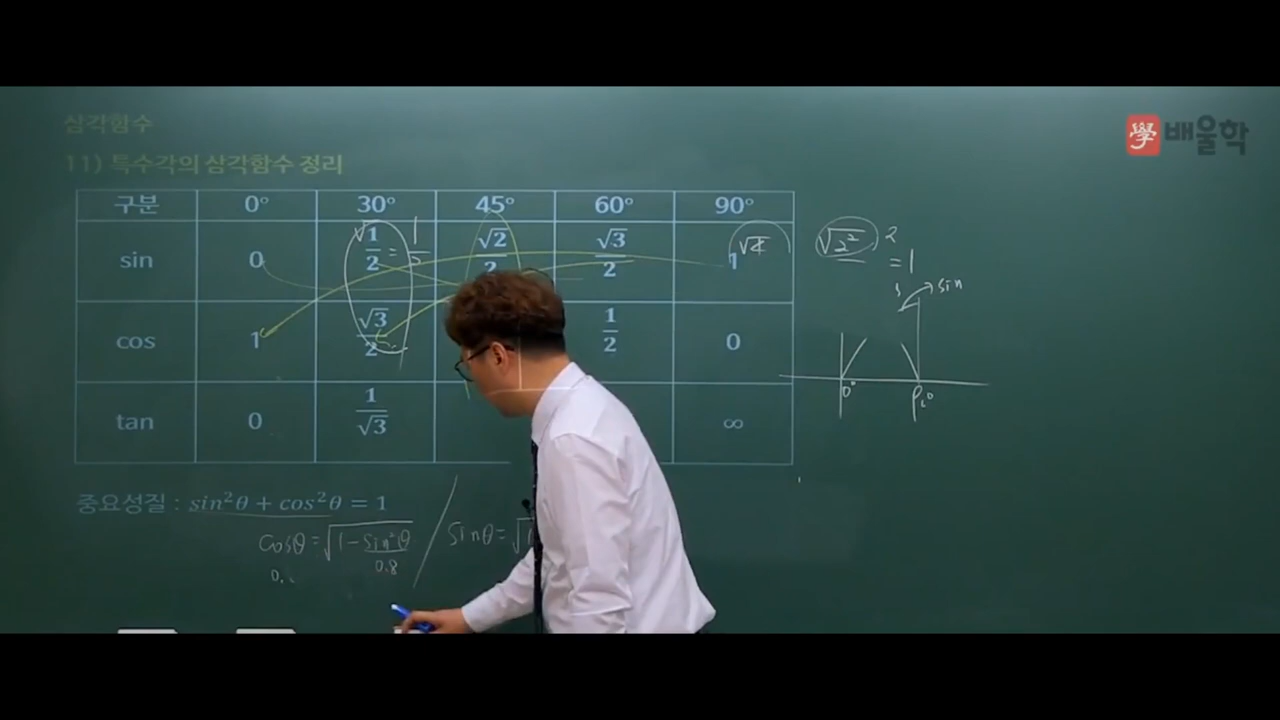 삼각함수
學 배울학
11) 특수각의 삼각함수 정리
구분 0° 30° 45° 60° 90°
sin 0 √1/2 = 1/2 √2/2 √3/2 1 √4
cos 1 √3/2 1/2 0
tan 0 1/√3 ∞
(√2²)² = 1
sin
0°
중요성질 : sin²θ + cos²θ = 1
cosθ = √1-sin²θ / sinθ = √1
0.8